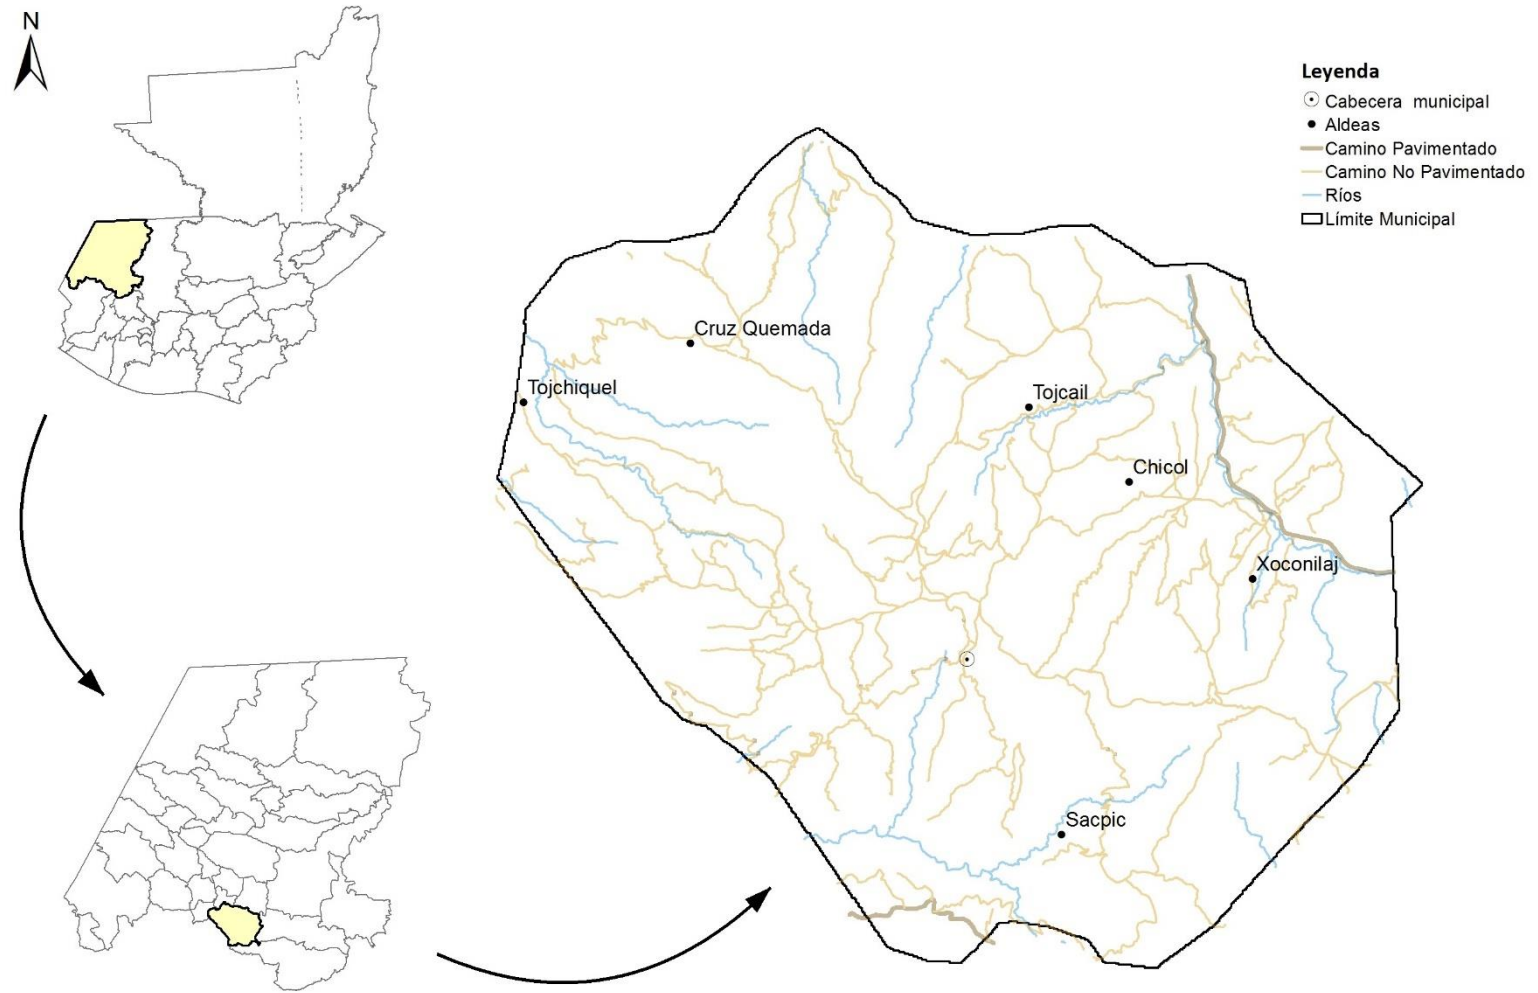 N
Leyenda
Cabecera municipal
Aldeas
Camino Pavimentado
Camino No Pavimentado
Ríos
Límite Municipal
Cruz Quemada
Tojchiquel
Tojcail
Chicol
Xoconilaj
Sacpic